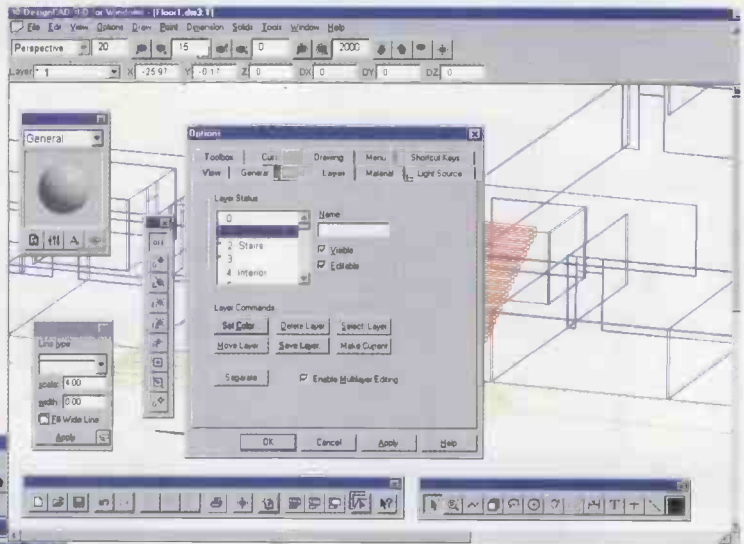 DesignCAD 3D for Windows - [Floor1.dw3:1]
File Edit View Options Draw Point Dimension Solids Tools Window Help
Perspective 20 15 0 2000
Layer * 1 X -25.97 Y Z 0 DX 0 DY 0 DZ 0
General
Options
Toolbox Drawing Menu Shortcut Keys
View General Layer Material Light Source
Layer Status
0
* 2 Stairs
* 3
4 Interior
Name
Visible
Editable
Layer Commands
Set Color Delete Layer Select Layer
Move Layer Save Layer Make Current
Separate Enable Multilayer Editing
OK Cancel Apply Help
OFF
Line type
scale: 4.00
width: 0.00
Fill Wide Line
Apply